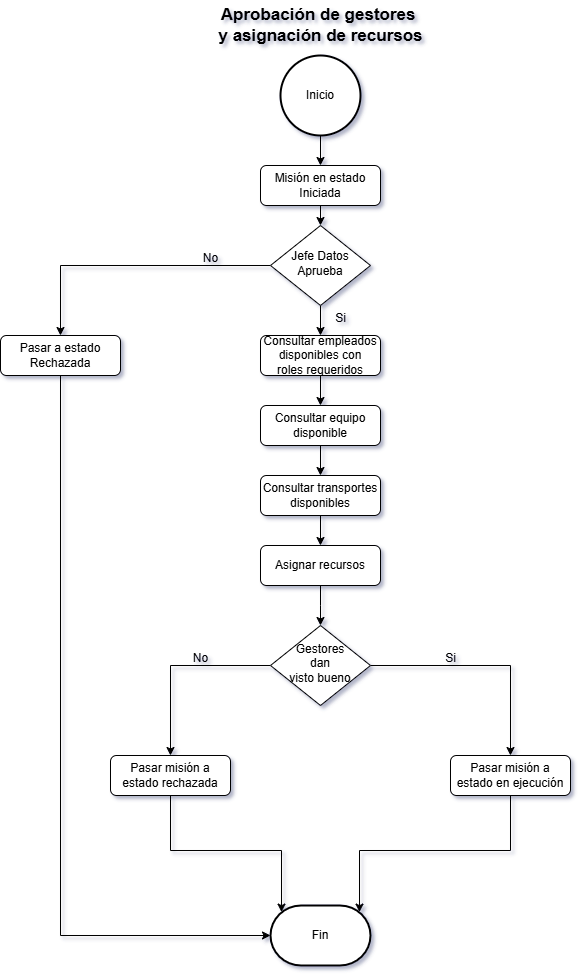 Aprobación de gestores
y asignación de recursos
Inicio
Misión en estado
Iniciada
Jefe Datos
Aprueba
No
Si
Pasar a estado
Rechazada
Consultar empleados
disponibles con
roles requeridos
Consultar equipo
disponible
Consultar transportes
disponibles
Asignar recursos
Gestores
dan
visto bueno
No
Si
Pasar misión a
estado rechazada
Pasar misión a
estado en ejecución
Fin